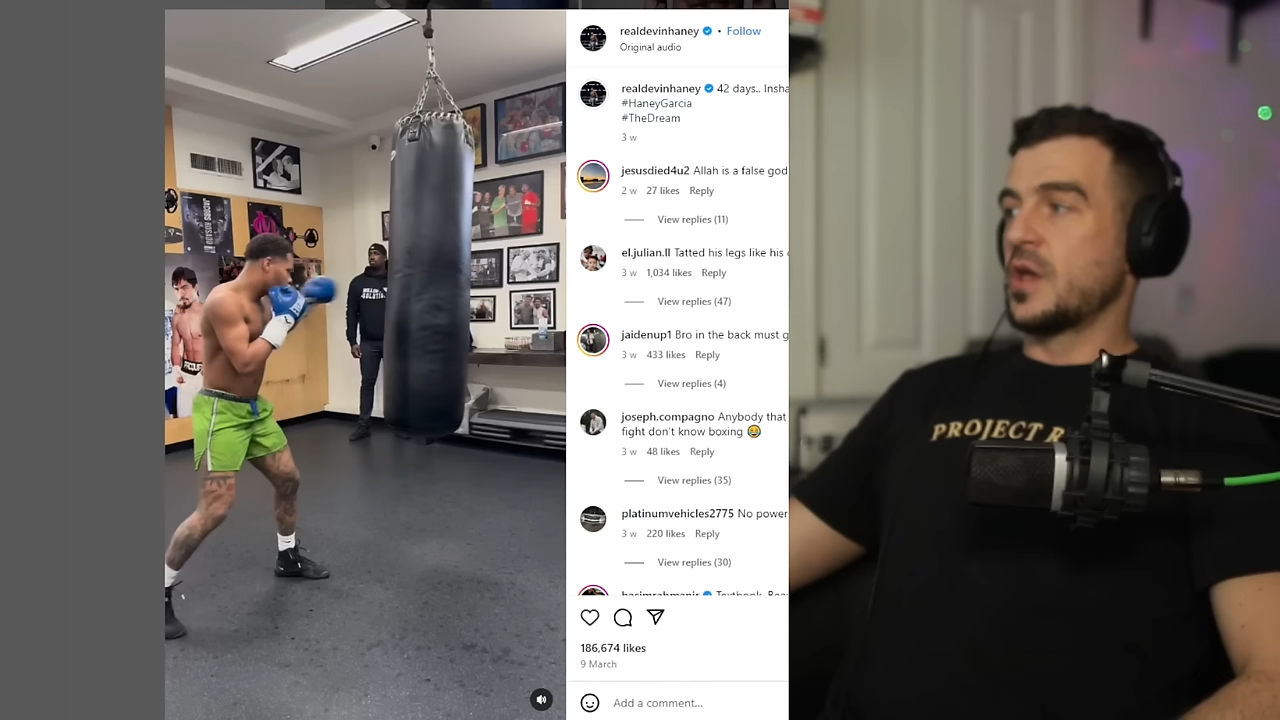 realdevinhaney • Follow
Original audio
realdevinhaney 42 days.. Insha
#HaneyGarcia
#TheDream
3 w
jesusdied4u2 Allah is a false god
2 w 27 likes Reply
View replies (11)
el.julian.ll Tatted his legs like his
3 w 1,034 likes Reply
View replies (47)
jaidenup1 Bro in the back must g
3 w 433 likes Reply
View replies (4)
joseph.compagno Anybody that
fight don't know boxing 😂
3 w 48 likes Reply
View replies (35)
platinumvehicles2775 No power
3 w 220 likes Reply
View replies (30)
186,674 likes
9 March
Add a comment...
PROJECT R